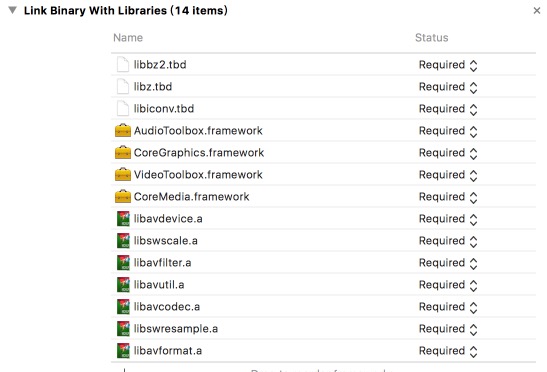 Link Binary With Libraries (14 items)
Name Status
libbz2.tbd Required
libz.tbd Required
libiconv.tbd Required
AudioToolbox.framework Required
CoreGraphics.framework Required
VideoToolbox.framework Required
CoreMedia.framework Required
libavdevice.a Required
libswscale.a Required
libavfilter.a Required
libavutil.a Required
libavcodec.a Required
libswresample.a Required
libavformat.a Required